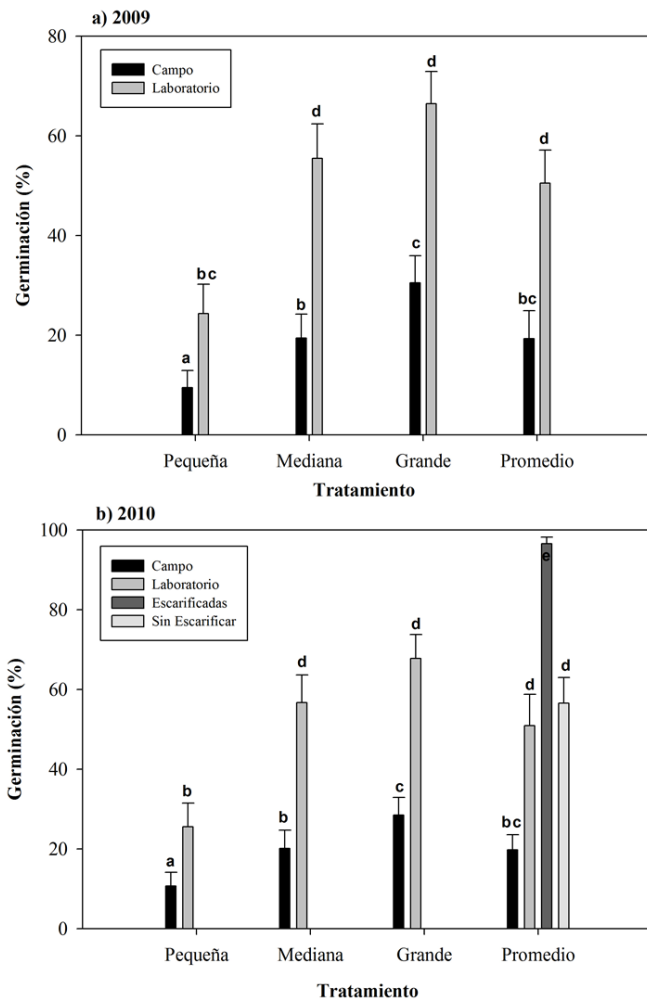 a) 2009
80
60
40
20
0
Germinación (%)
Campo
Laboratorio
a
bc
b
d
c
d
bc
d
Pequeña Mediana Grande Promedio
Tratamiento
b) 2010
100
80
60
40
20
0
Germinación (%)
Campo
Laboratorio
Escarificadas
Sin Escarificar
a
b
b
d
c
d
bc
d
e
d
Pequeña Mediana Grande Promedio
Tratamiento